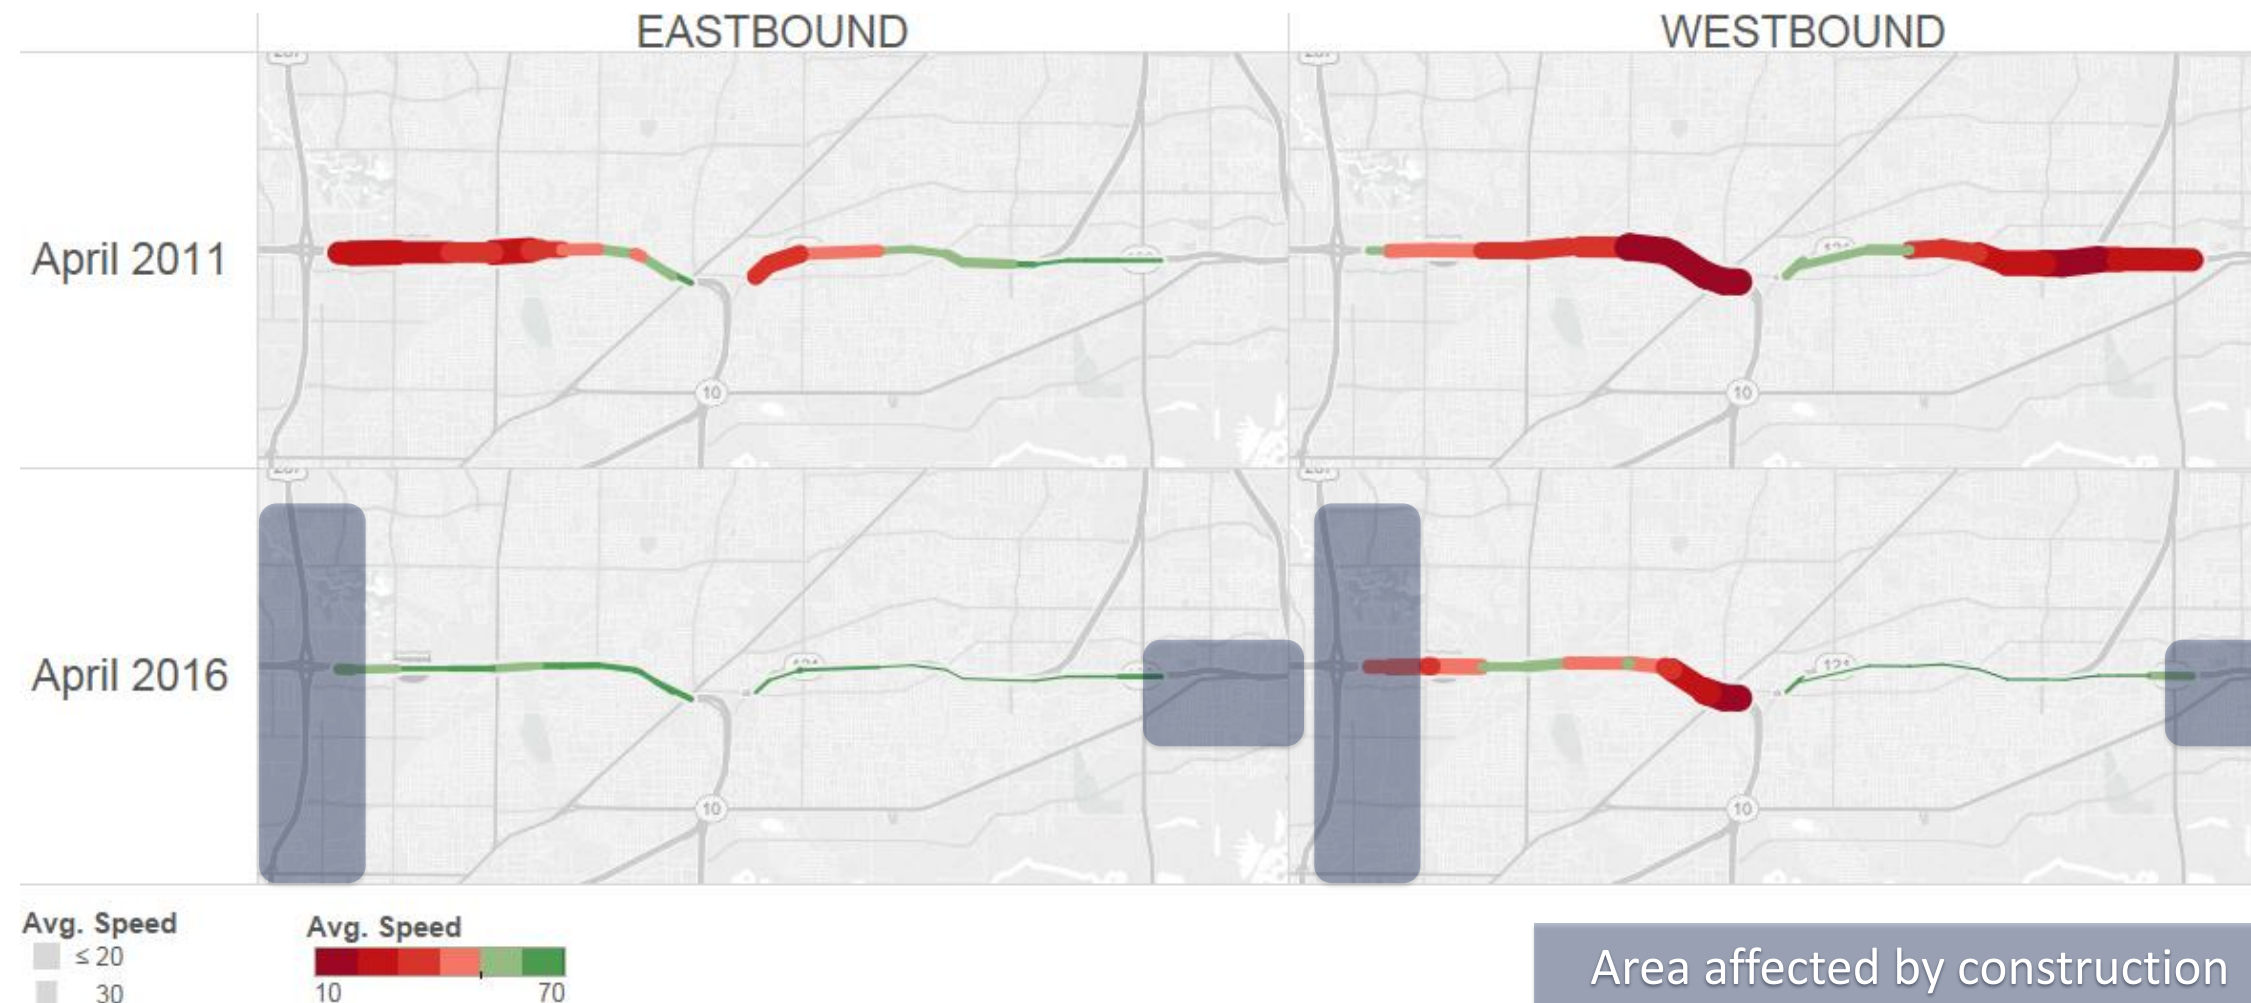 EASTBOUND
WESTBOUND
April 2011
10
10
April 2016
121
10
10
Avg. Speed
≤ 20
30
Avg. Speed
10
70
Area affected by construction